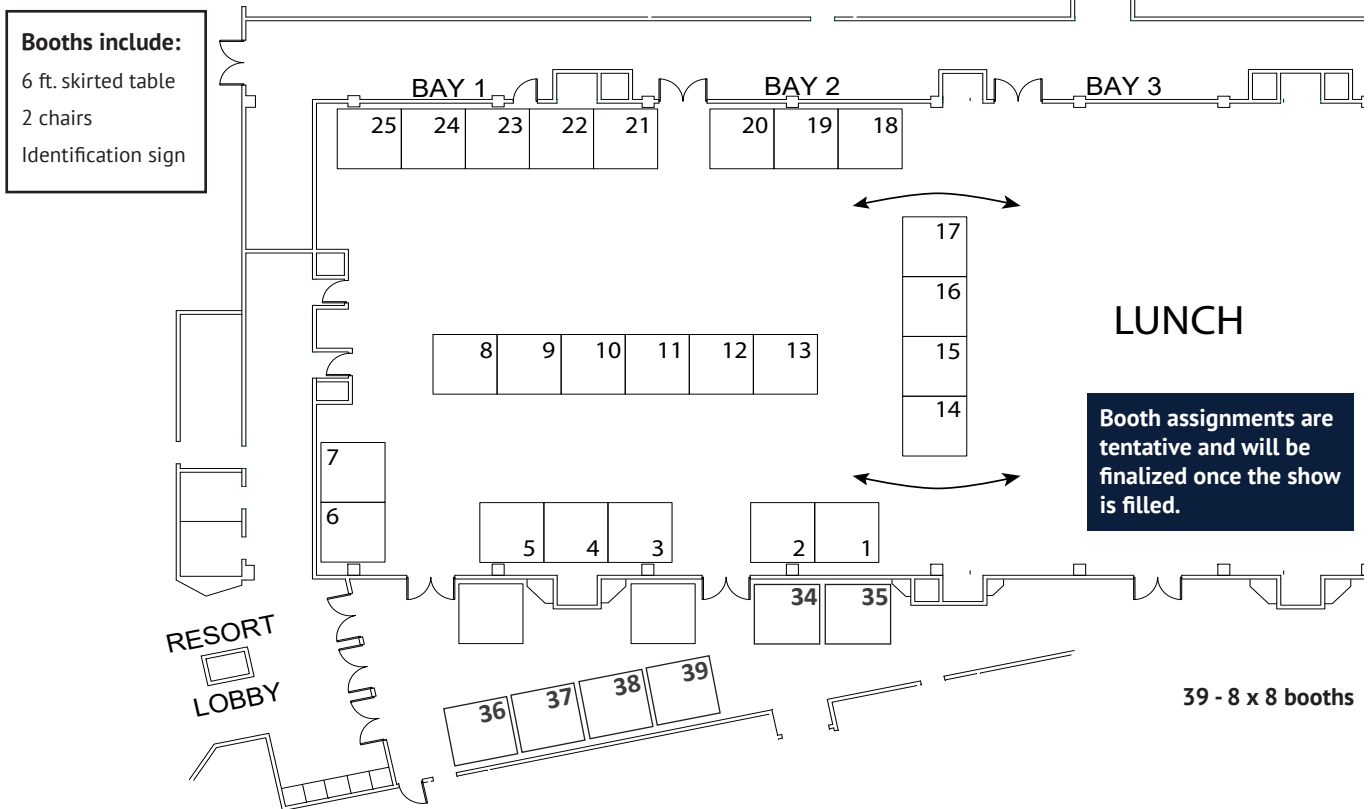 Booths include:
6 ft. skirted table
2 chairs
Identification sign
BAY 1
BAY 2
BAY 3
25 24 23 22 21 20 19 18
17
16
15
14
LUNCH
8 9 10 11 12 13
7
6
5 4 3 2 1
Booth assignments are
tentative and will be
finalized once the show
is filled.
34 35
36 37 38 39
RESORT
LOBBY
39 - 8 x 8 booths